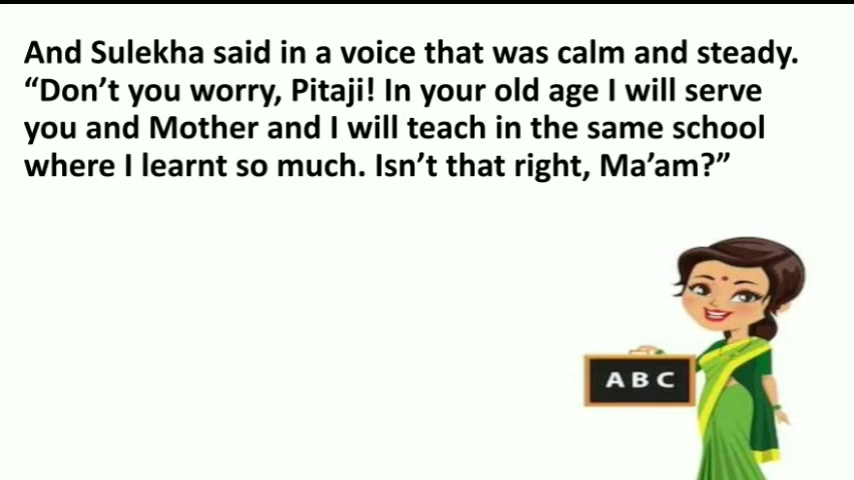 And Sulekha said in a voice that was calm and steady.
“Don’t you worry, Pitaji! In your old age I will serve
you and Mother and I will teach in the same school
where I learnt so much. Isn’t that right, Ma’am?”
A B C